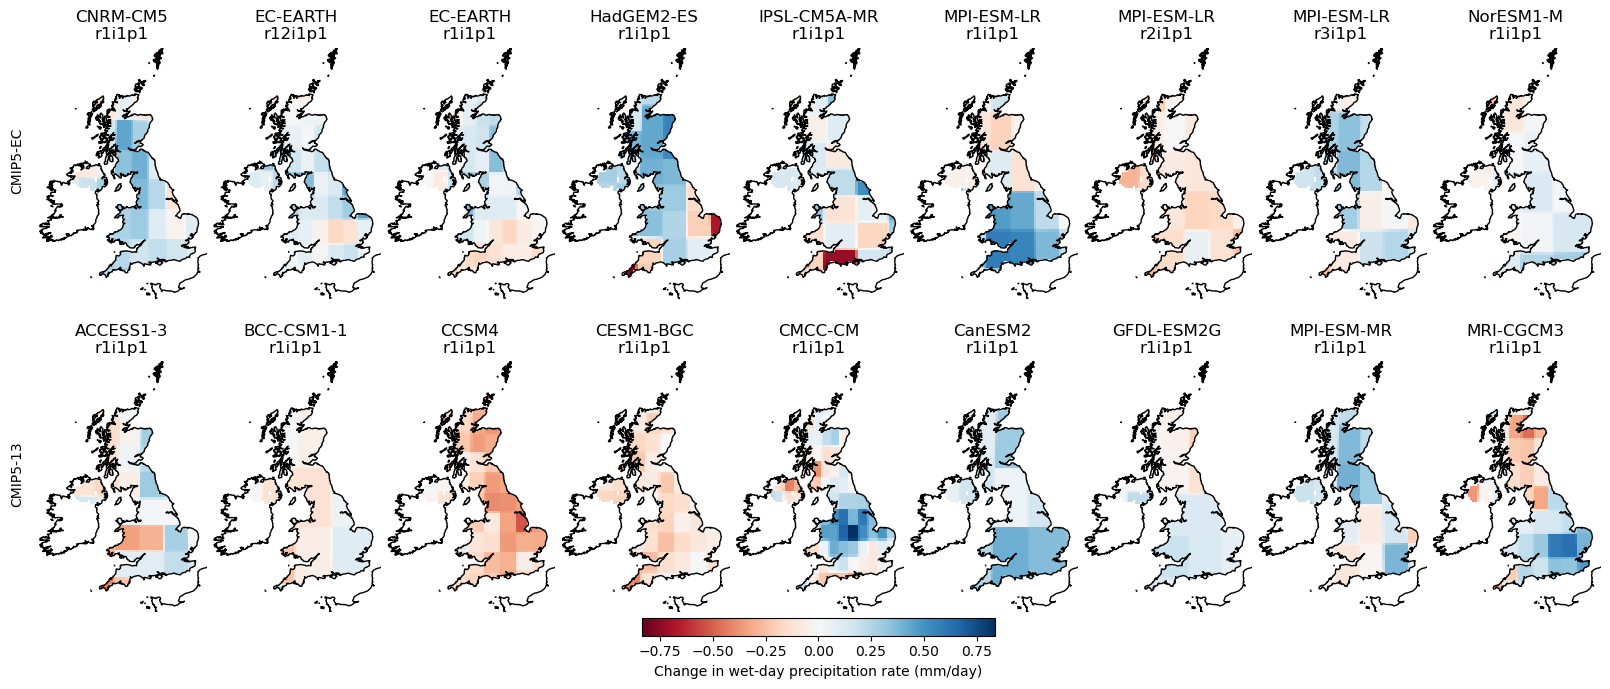 CNRM-CM5
r1i1p1
EC-EARTH
r12i1p1
EC-EARTH
r1i1p1
HadGEM2-ES
r1i1p1
IPSL-CM5A-MR
r1i1p1
MPI-ESM-LR
r1i1p1
MPI-ESM-LR
r2i1p1
MPI-ESM-LR
r3i1p1
NorESM1-M
r1i1p1
CMIP5-EC
ACCESS1-3
r1i1p1
BCC-CSM1-1
r1i1p1
CCSM4
r1i1p1
CESM1-BGC
r1i1p1
CMCC-CM
r1i1p1
CanESM2
r1i1p1
GFDL-ESM2G
r1i1p1
MPI-ESM-MR
r1i1p1
MRI-CGCM3
r1i1p1
CMIP5-13
−0.75 −0.50 −0.25 0.00 0.25 0.50 0.75
Change in wet-day precipitation rate (mm/day)